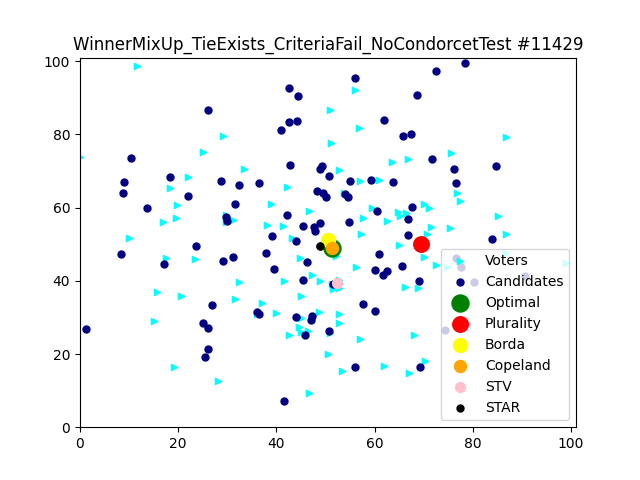 WinnerMixUp_TieExists_CriteriaFail_NoCondorcetTest #11429
100
80
60
40
20
0
0
20
40
60
80
100
Voters
Candidates
Optimal
Plurality
Borda
Copeland
STV
STAR